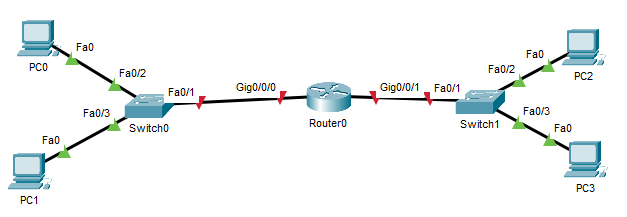 Fa0
PC0
Fa0/2
Fa0/1
Gig0/0/0
Gig0/0/1
Fa0/1
Fa0/2
Fa0
PC2
Fa0/3
Switch0
Router0
Switch1
Fa0/3
Fa0
Fa0
PC1
PC3